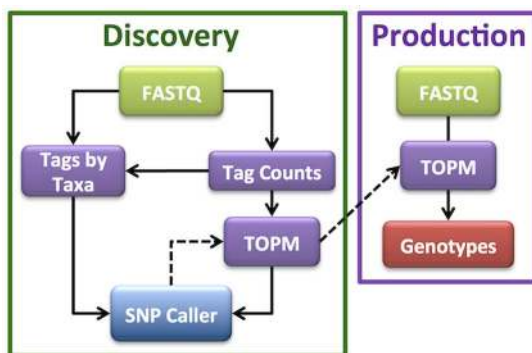 Discovery
FASTQ
Tags by
Taxa
Tag Counts
TOPM
SNP Caller
Production
FASTQ
TOPM
Genotypes